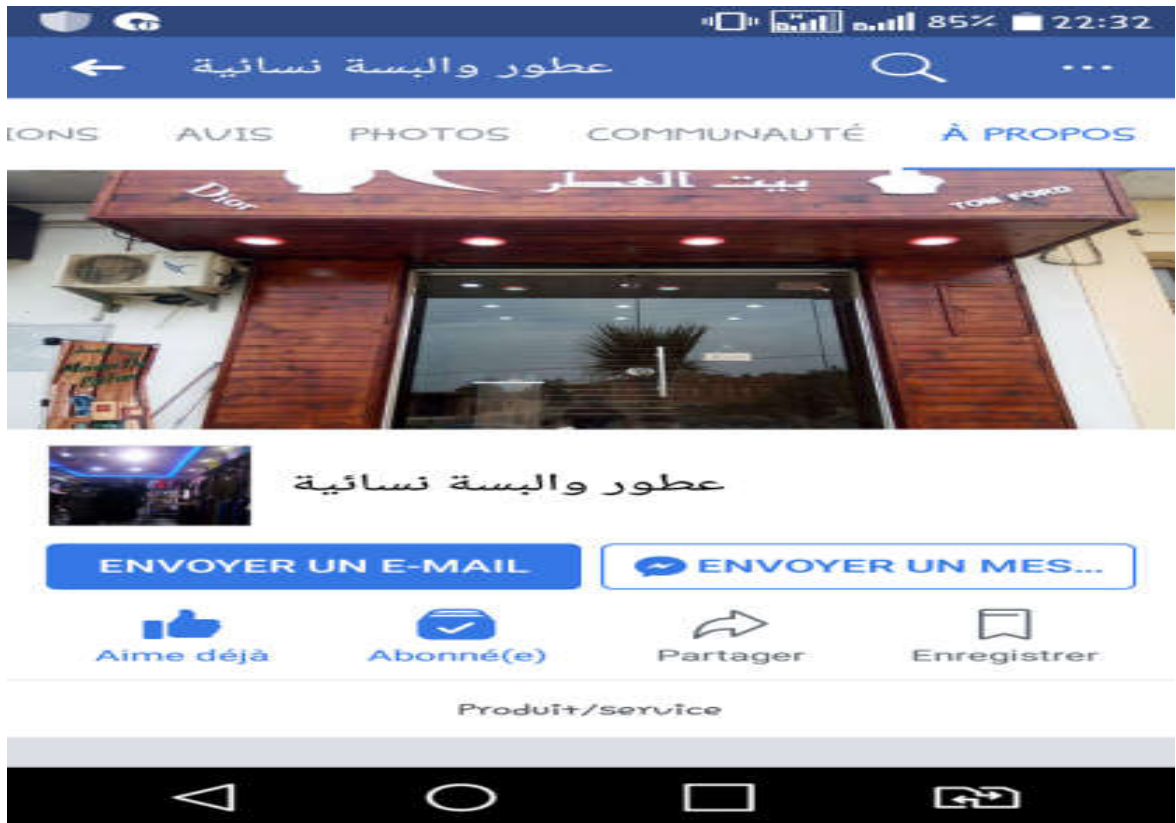 85% 22:32
عطور والبسة نسائية
IONS AVIS PHOTOS COMMUNAUTÉ À PROPOS
Dior بيت العطر TOM FORD
عطور والبسة نسائية
ENVOYER UN E-MAIL ENVOYER UN MES...
Aime déjà Abonné(e) Partager Enregistrer
Produit/service